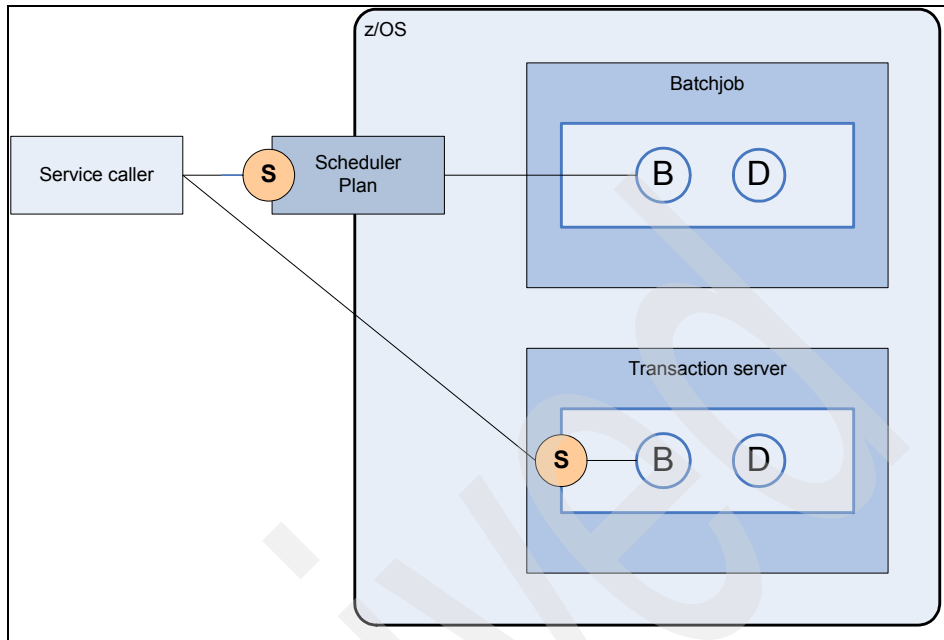 z/OS
Batchjob
Service caller
S
Scheduler
Plan
B
D
Transaction server
S
B
D